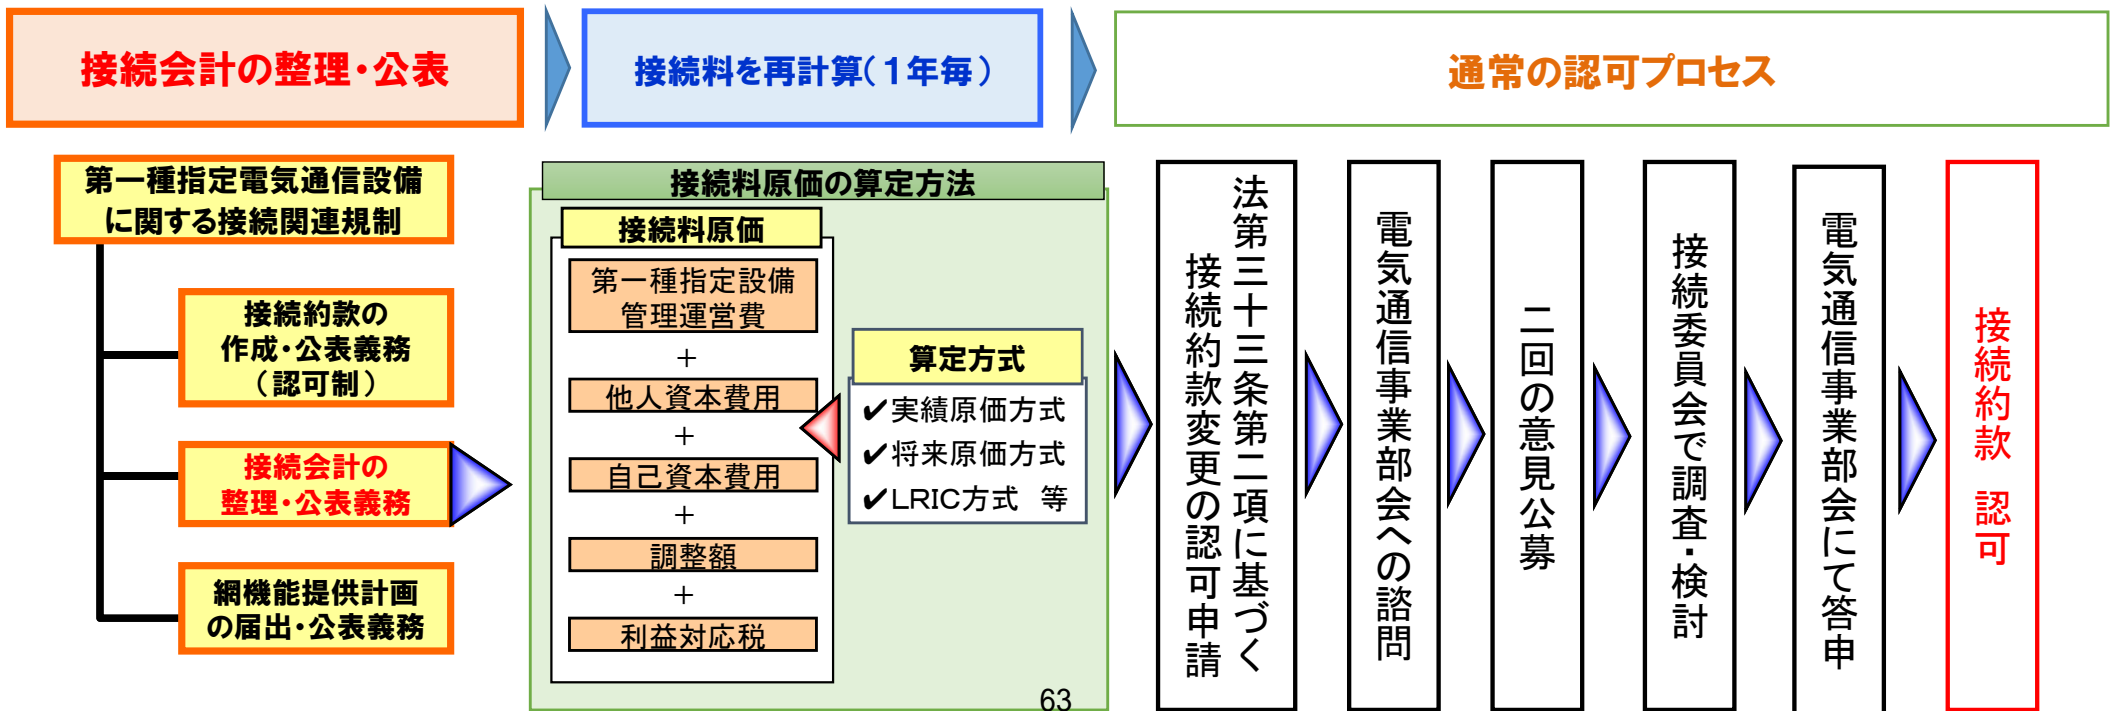 接続会計の整理・公表
接続料を再計算(1年毎)
通常の認可プロセス
第一種指定電気通信設備
に関する接続関連規制
接続約款の
作成・公表義務
(認可制)
接続会計の
整理・公表義務
網機能提供計画
の届出・公表義務
接続料原価の算定方法
接続料原価
第一種指定設備
管理運営費
+
他人資本費用
+
自己資本費用
+
調整額
+
利益対応税
算定方式
✔実績原価方式
✔将来原価方式
✔LRIC方式 等
法第三十三条第二項に基づく
接続約款変更の認可申請
電気通信事業部会への諮問
二回の意見公募
接続委員会で調査・検討
電気通信事業部会にて答申
接続約款 認可
63